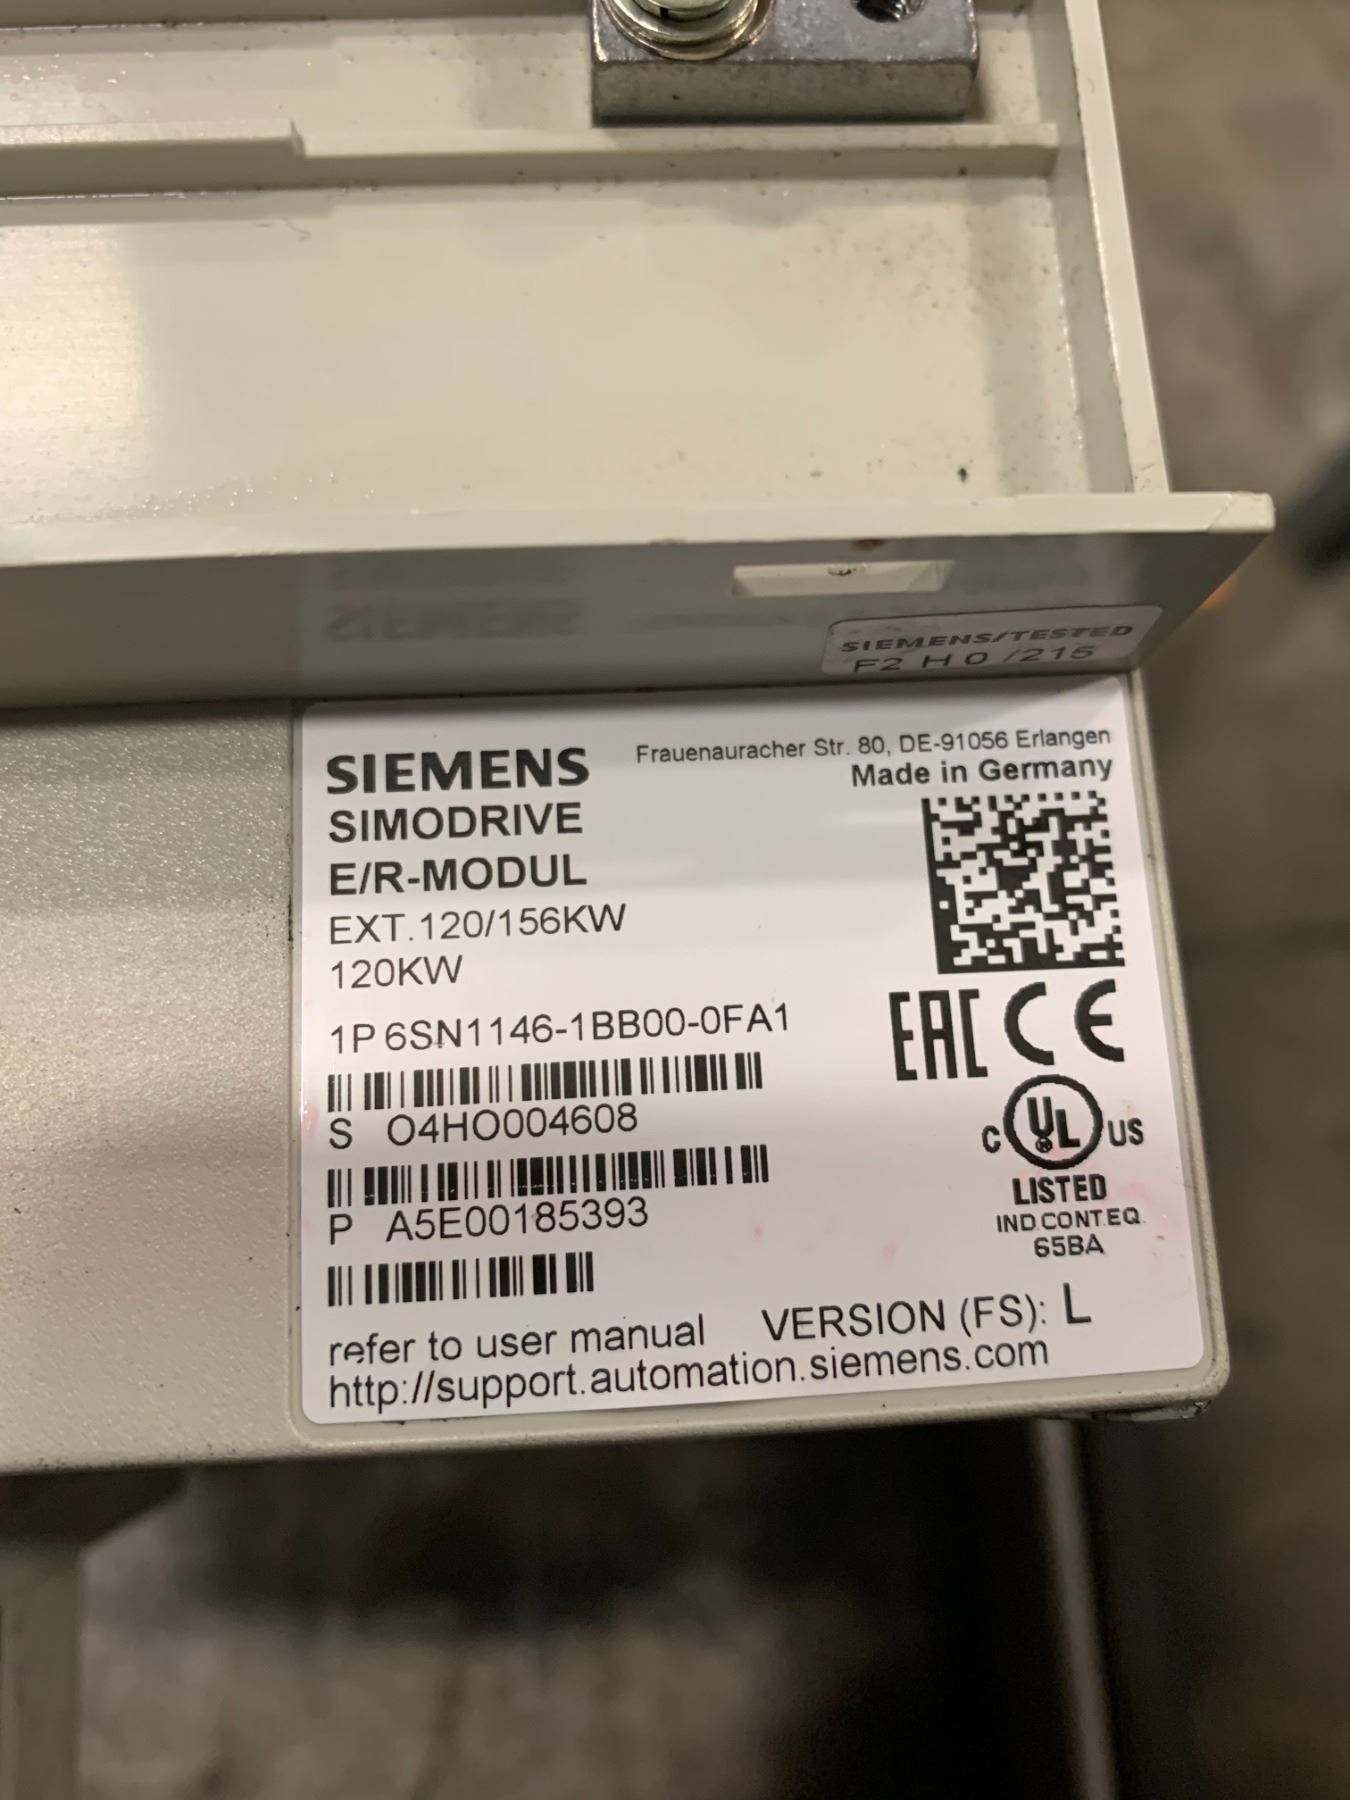 SIEMENS/TESTED
F2 H 0 /215
SIEMENS
Frauenauracher Str. 80, DE-91056 Erlangen
Made in Germany
SIMODRIVE
E/R-MODUL
EXT.120/156KW
120KW
1P 6SN1146-1BB00-0FA1
EAC CE
S O4HO004608
c UL ® US
LISTED
IND.CONT.EQ.
65BA
P A5E00185393
refer to user manual VERSION (FS): L
http://support.automation.siemens.com